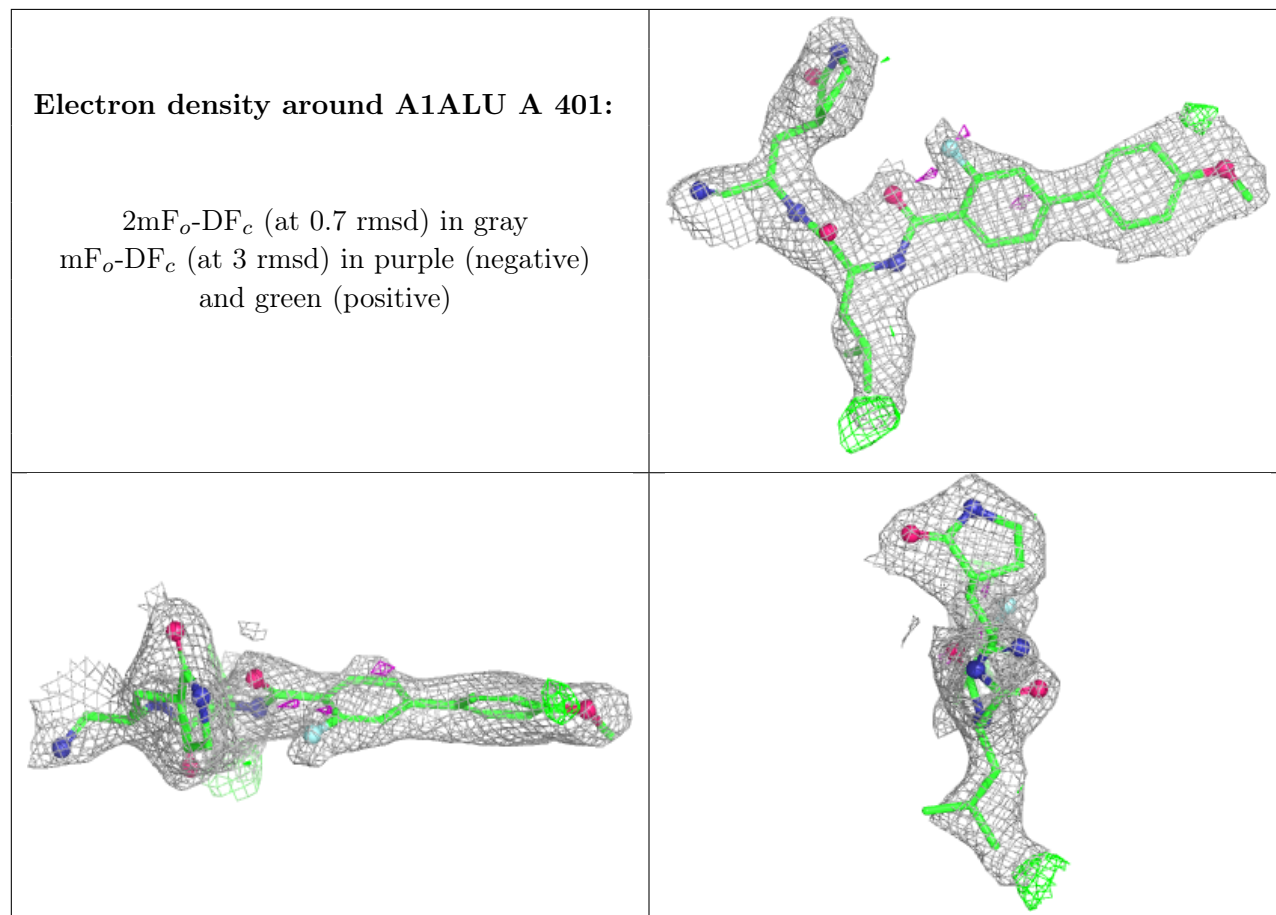 Electron density around A1ALU A 401:
2mFo-DFc (at 0.7 rmsd) in gray
mFo-DFc (at 3 rmsd) in purple (negative)
and green (positive)